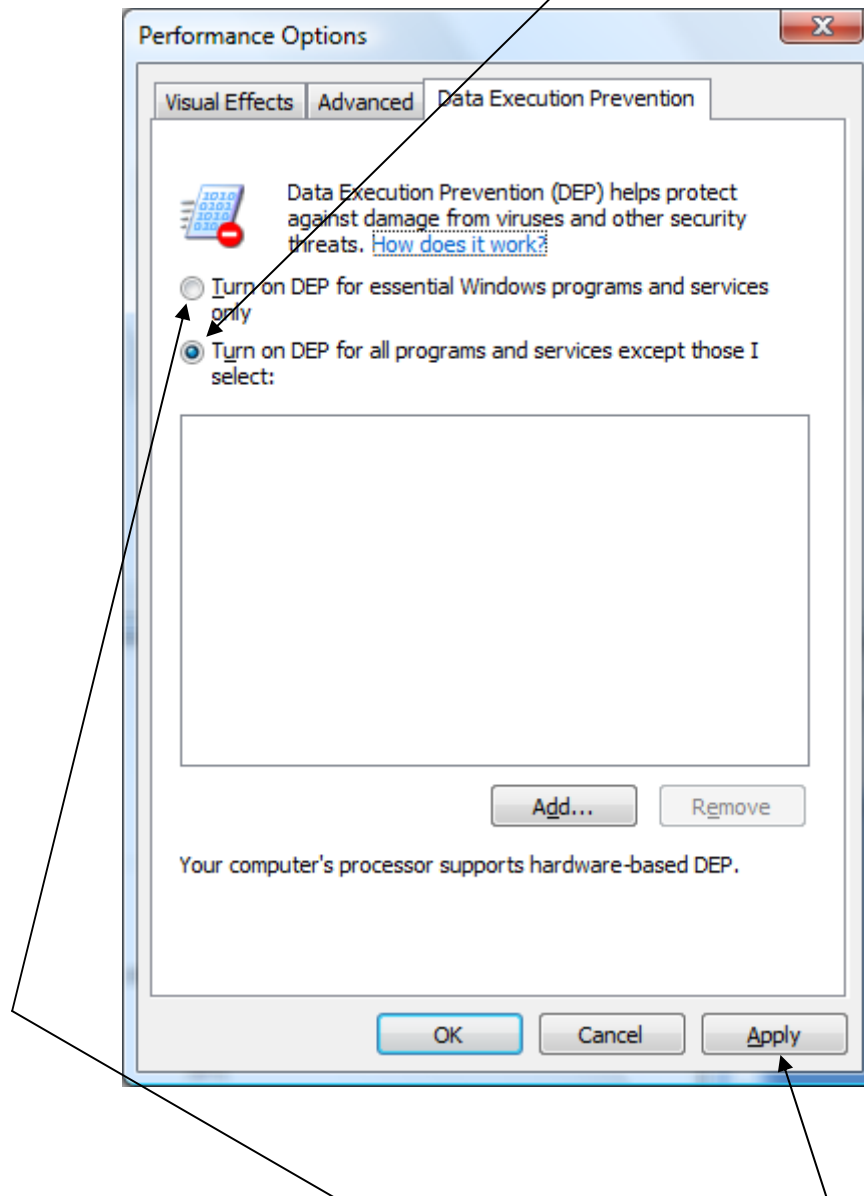 Performance Options
Visual Effects Advanced Data Execution Prevention
Data Execution Prevention (DEP) helps protect
against damage from viruses and other security
threats. How does it work?
Turn on DEP for essential Windows programs and services
only
Turn on DEP for all programs and services except those I
select:
Add... Remove
Your computer's processor supports hardware-based DEP.
OK Cancel Apply